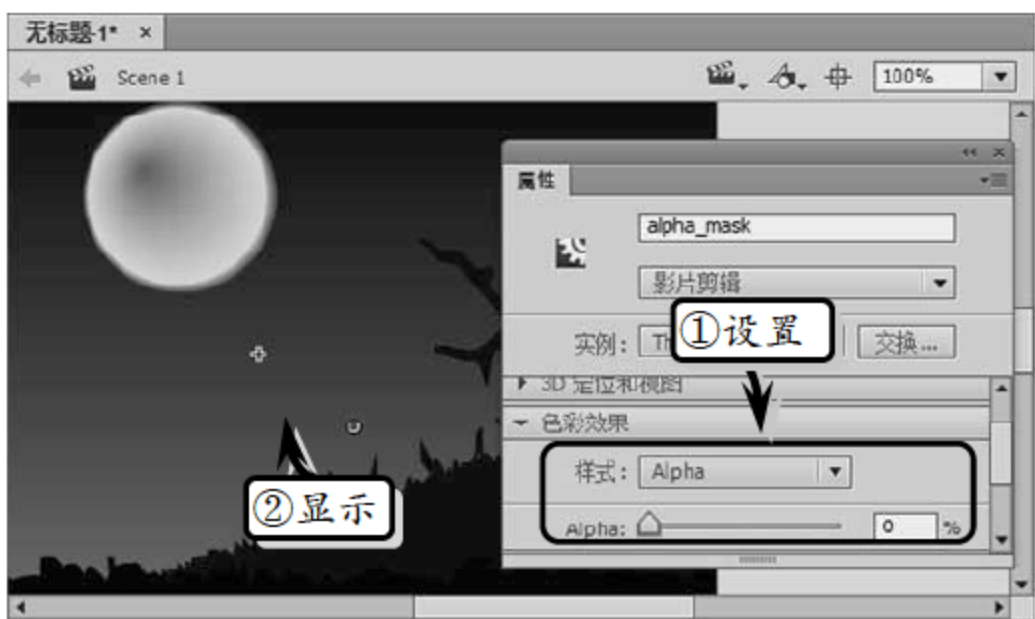 无标题-1* ×
Scene 1
100%
属性
alpha_mask
影片剪辑
①设置
实例: Th
交换...
3D 定位和视图
色彩效果
样式: Alpha
②显示
Alpha: 0 %